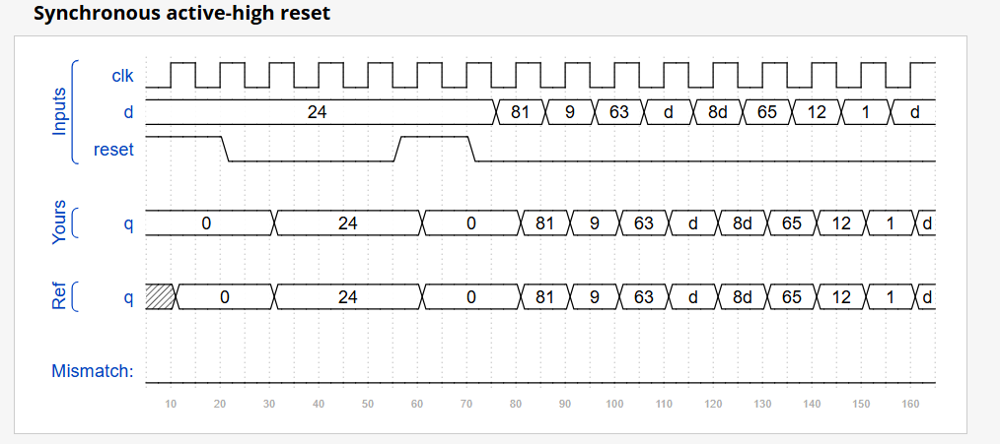 Synchronous active-high reset
Inputs
clk
d 24 81 9 63 d 8d 65 12 1 d
reset
Yours
q 0 24 0 81 9 63 d 8d 65 12 1 d
Ref
q 0 24 0 81 9 63 d 8d 65 12 1 d
Mismatch:
10 20 30 40 50 60 70 80 90 100 110 120 130 140 150 160